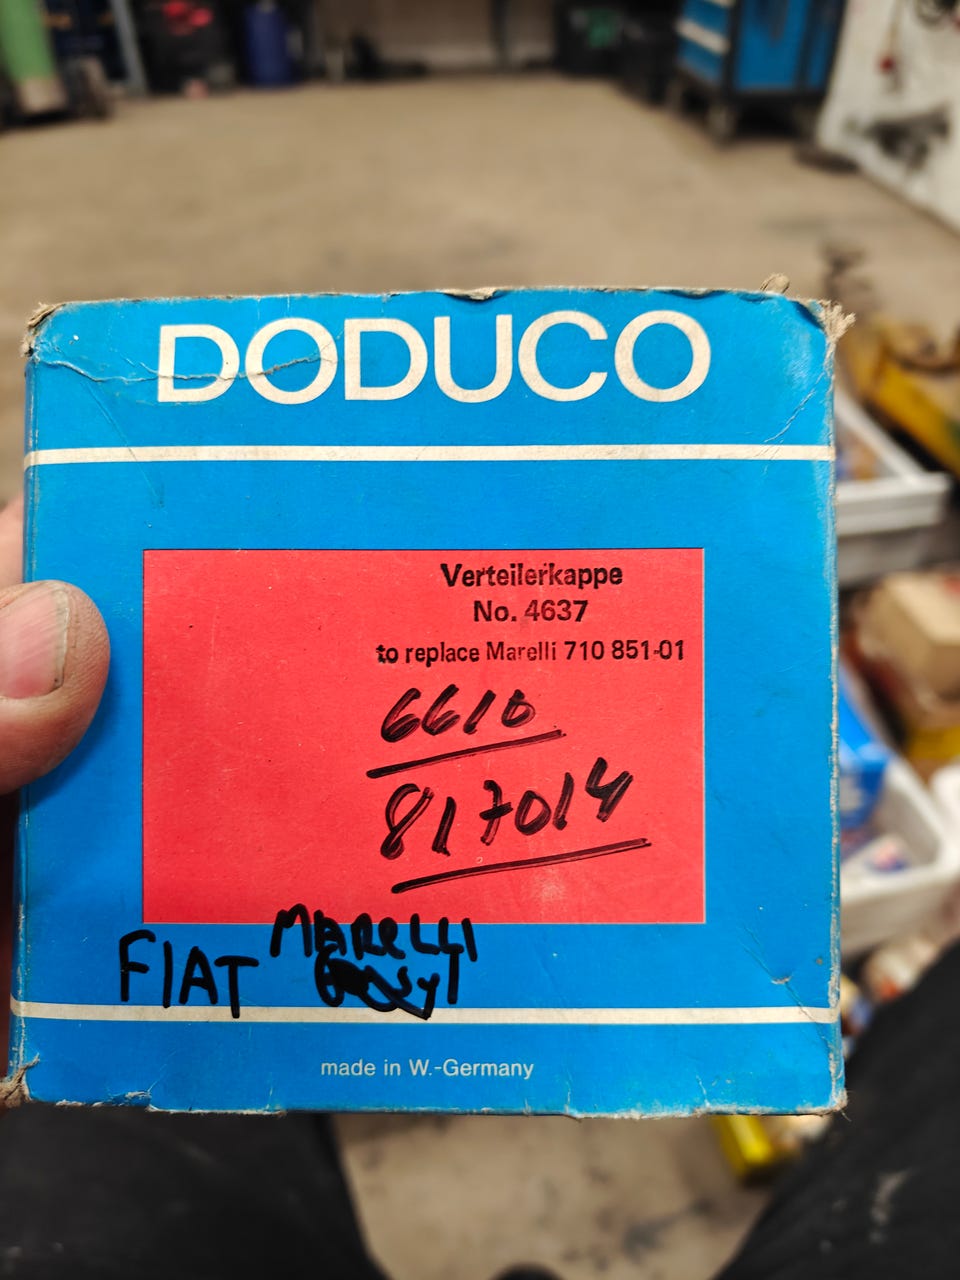 DODUCO
Verteilerkappe
No. 4637
to replace Marelli 710 851-01
6610
817014
MARELLI
FIAT
made in W.-Germany